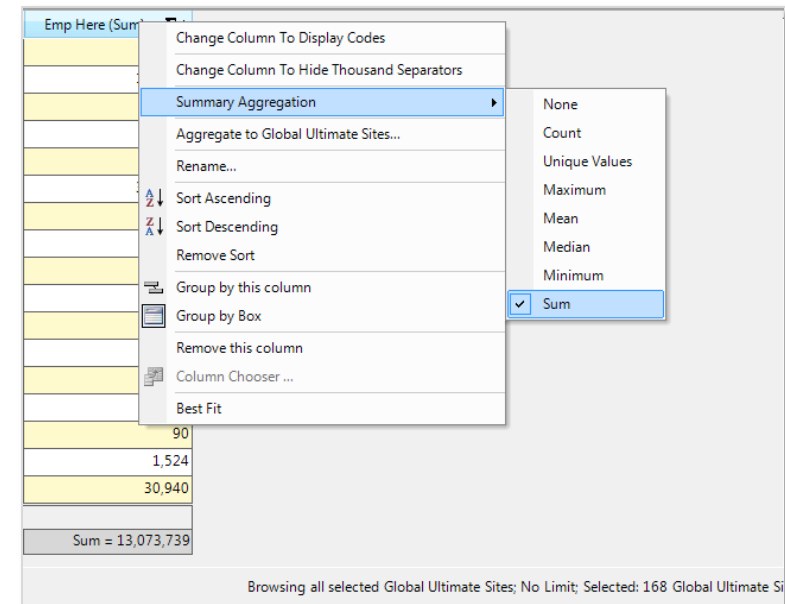 Emp Here (Sum)
Change Column To Display Codes
Change Column To Hide Thousand Separators
Summary Aggregation
Aggregate to Global Ultimate Sites...
Rename...
Sort Ascending
Sort Descending
Remove Sort
Group by this column
Group by Box
Remove this column
Column Chooser ...
Best Fit
None
Count
Unique Values
Maximum
Mean
Median
Minimum
Sum
90
1,524
30,940
Sum = 13,073,739
Browsing all selected Global Ultimate Sites; No Limit; Selected: 168 Global Ultimate Si